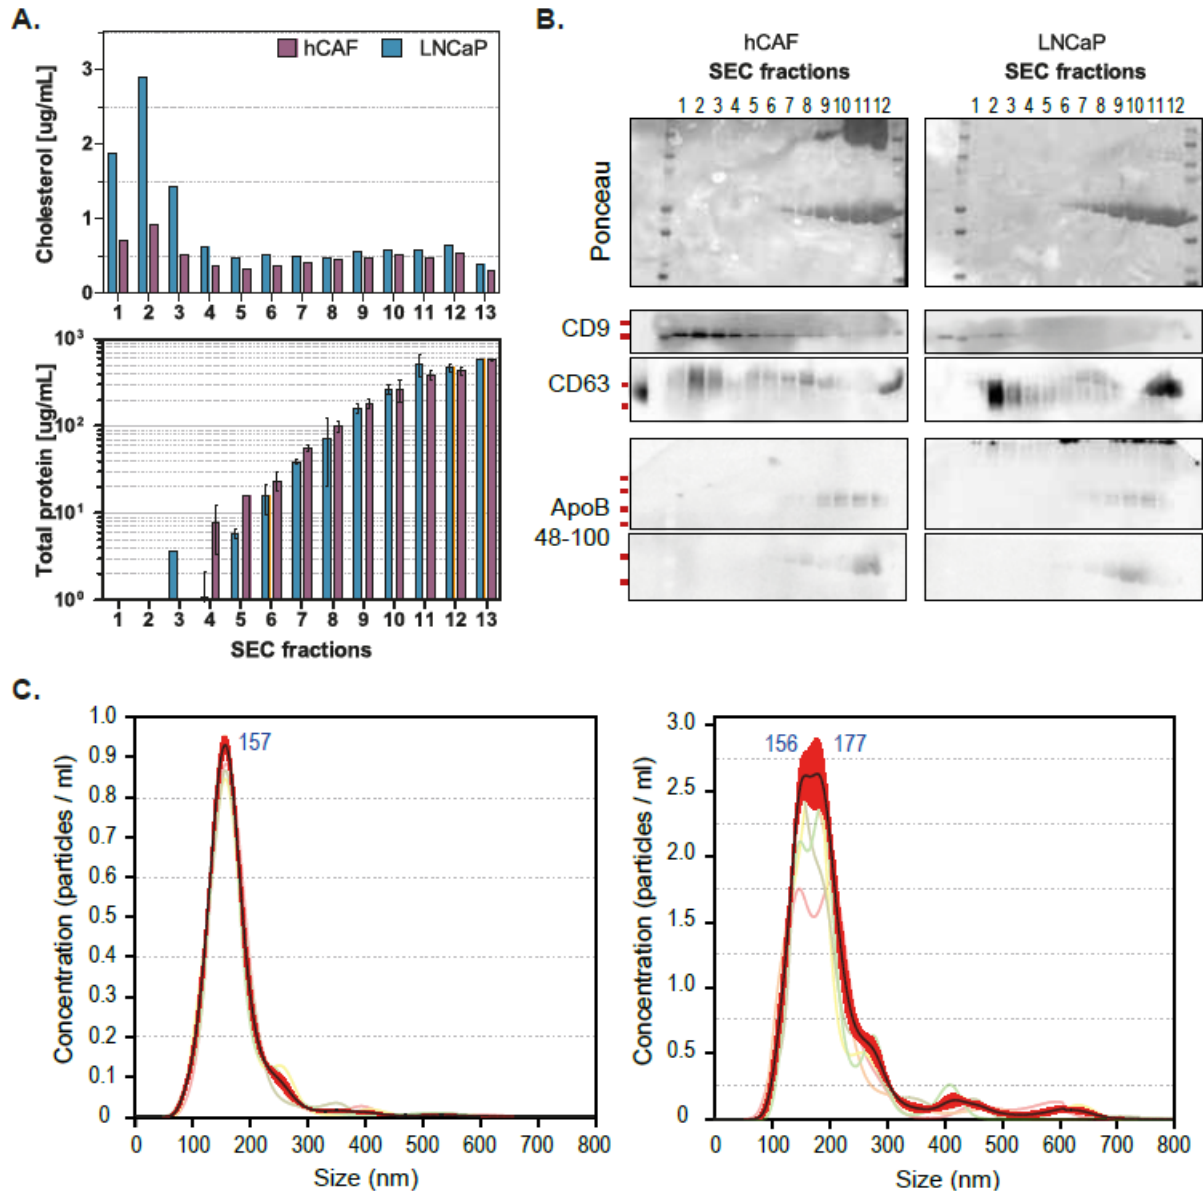 A.
hCAF LNCaP
Cholesterol [ug/mL]
3
2
1
0
1 2 3 4 5 6 7 8 9 10 11 12 13
Total protein [ug/mL]
10³
10²
10¹
10⁰
1 2 3 4 5 6 7 8 9 10 11 12 13
SEC fractions
B.
hCAF
SEC fractions
1 2 3 4 5 6 7 8 9 10 11 12
LNCaP
SEC fractions
1 2 3 4 5 6 7 8 9 10 11 12
Ponceau
CD9
CD63
ApoB
48-100
C.
Concentration (particles / ml)
1.0
0.9
0.8
0.7
0.6
0.5
0.4
0.3
0.2
0.1
0
157
0 100 200 300 400 500 600 700 800
Size (nm)
Concentration (particles / ml)
3.0
2.5
2.0
1.5
1.0
0.5
0
156 177
0 100 200 300 400 500 600 700 800
Size (nm)